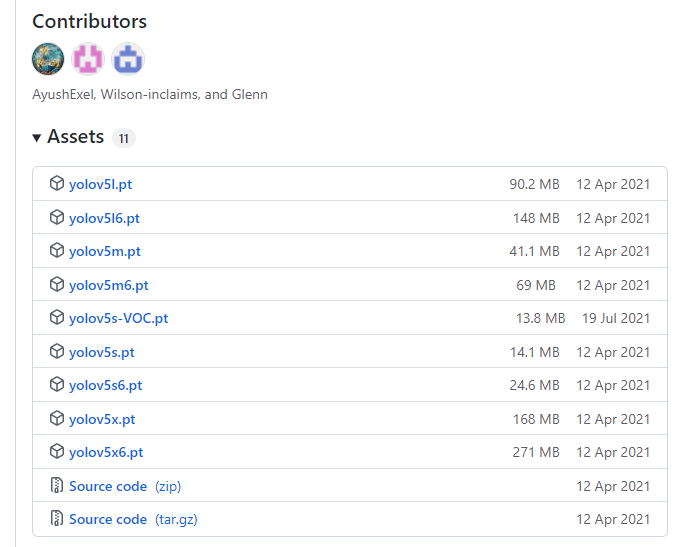 Contributors
AyushExel, Wilson-inclaims, and Glenn
Assets 11
yolov5l.pt 90.2 MB 12 Apr 2021
yolov5l6.pt 148 MB 12 Apr 2021
yolov5m.pt 41.1 MB 12 Apr 2021
yolov5m6.pt 69 MB 12 Apr 2021
yolov5s-VOC.pt 13.8 MB 19 Jul 2021
yolov5s.pt 14.1 MB 12 Apr 2021
yolov5s6.pt 24.6 MB 12 Apr 2021
yolov5x.pt 168 MB 12 Apr 2021
yolov5x6.pt 271 MB 12 Apr 2021
Source code (zip) 12 Apr 2021
Source code (tar.gz) 12 Apr 2021